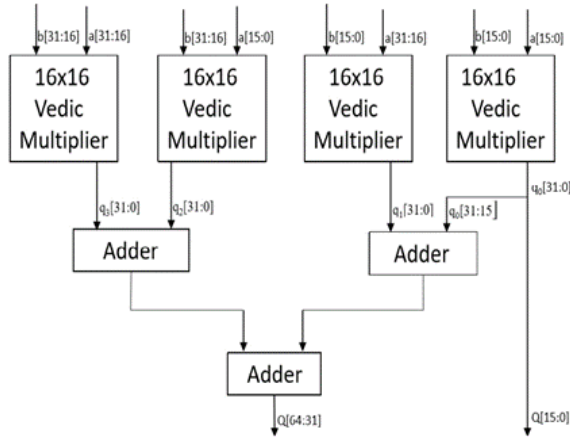 b[31:16] a[31:16] b[31:16] a[15:0] b[15:0] a[31:16] b[15:0] a[15:0]
16x16 16x16 16x16 16x16
Vedic Vedic Vedic Vedic
Multiplier Multiplier Multiplier Multiplier
q₃[31:0] q₂[31:0] q₁[31:0] q₀[31:15] q₀[31:0]
Adder Adder
Adder
Q[64:31] Q[15:0]